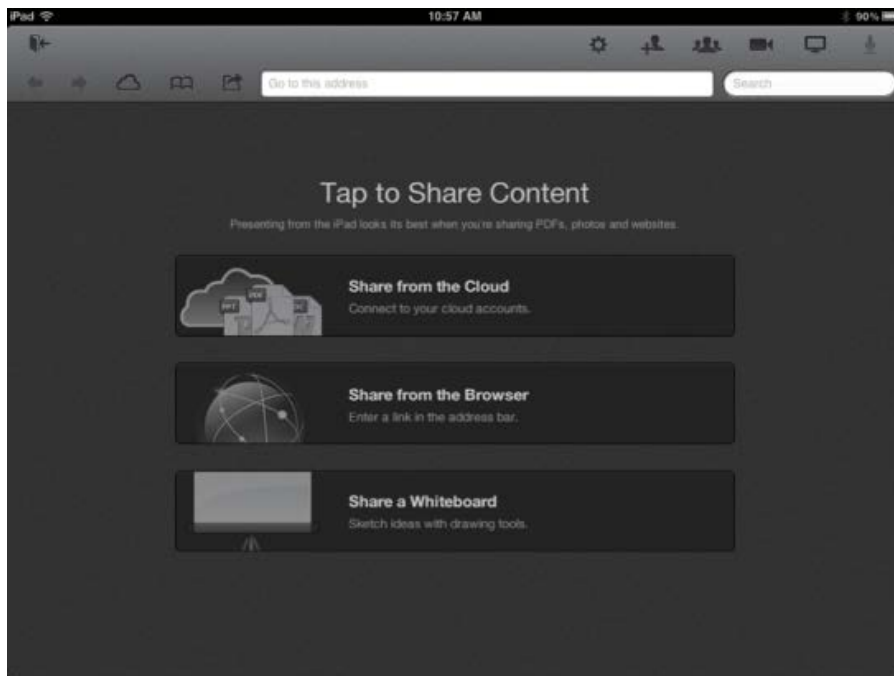 iPad 10:57 AM 90%
Go to this address
Search
Tap to Share Content
Presenting from the iPad looks its best when you're sharing PDFs, photos and websites.
PPT PDF
Share from the Cloud
Connect to your cloud accounts.
Share from the Browser
Enter a link in the address bar.
Share a Whiteboard
Sketch ideas with drawing tools.